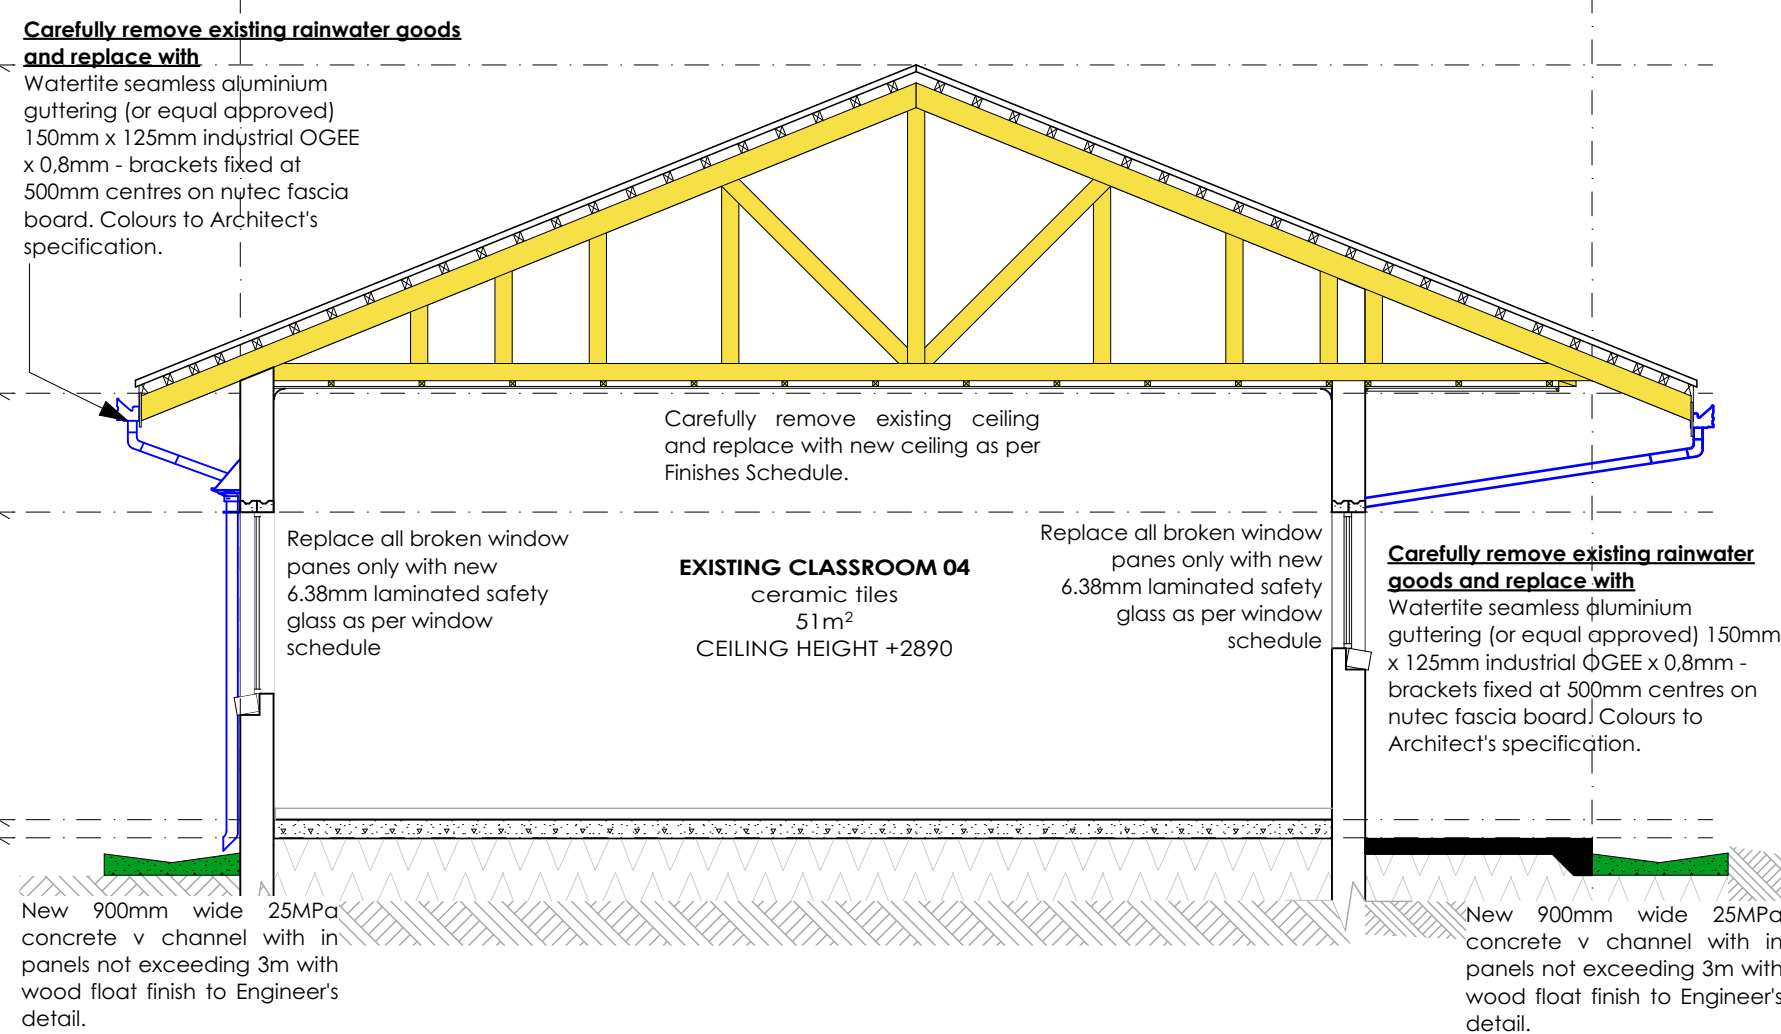 Carefully remove existing rainwater goods
and replace with
Watertite seamless aluminium
guttering (or equal approved)
150mm x 125mm industrial OGEE
x 0,8mm - brackets fixed at
500mm centres on nutec fascia
board. Colours to Architect's
specification.
Carefully remove existing ceiling
and replace with new ceiling as per
Finishes Schedule.
Replace all broken window
panes only with new
6.38mm laminated safety
glass as per window
schedule
EXISTING CLASSROOM 04
ceramic tiles
51m²
CEILING HEIGHT +2890
Replace all broken window
panes only with new
6.38mm laminated safety
glass as per window
schedule
Carefully remove existing rainwater
goods and replace with
Watertite seamless aluminium
guttering (or equal approved) 150mm
x 125mm industrial OGEE x 0,8mm -
brackets fixed at 500mm centres on
nutec fascia board. Colours to
Architect's specification.
New 900mm wide 25MPa
concrete v channel with in
panels not exceeding 3m with
wood float finish to Engineer's
detail.
New 900mm wide 25MPa
concrete v channel with in
panels not exceeding 3m with
wood float finish to Engineer's
detail.